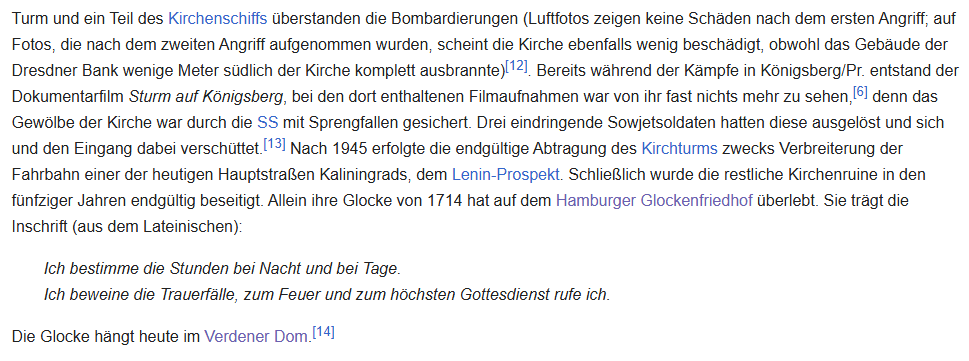 Turm und ein Teil des Kirchenschiffs überstanden die Bombardierungen (Luftfotos zeigen keine Schäden nach dem ersten Angriff; auf
Fotos, die nach dem zweiten Angriff aufgenommen wurden, scheint die Kirche ebenfalls wenig beschädigt, obwohl das Gebäude der
Dresdner Bank wenige Meter südlich der Kirche komplett ausbrannte)[12]. Bereits während der Kämpfe in Königsberg/Pr. entstand der
Dokumentarfilm Sturm auf Königsberg, bei den dort enthaltenen Filmaufnahmen war von ihr fast nichts mehr zu sehen,[6] denn das
Gewölbe der Kirche war durch die SS mit Sprengfallen gesichert. Drei eindringende Sowjetsoldaten hatten diese ausgelöst und sich
und den Eingang dabei verschüttet.[13] Nach 1945 erfolgte die endgültige Abtragung des Kirchturms zwecks Verbreiterung der
Fahrbahn einer der heutigen Hauptstraßen Kaliningrads, dem Lenin-Prospekt. Schließlich wurde die restliche Kirchenruine in den
fünfziger Jahren endgültig beseitigt. Allein ihre Glocke von 1714 hat auf dem Hamburger Glockenfriedhof überlebt. Sie trägt die
Inschrift (aus dem Lateinischen):
Ich bestimme die Stunden bei Nacht und bei Tage.
Ich beweine die Trauerfälle, zum Feuer und zum höchsten Gottesdienst rufe ich.
Die Glocke hängt heute im Verdener Dom.[14]